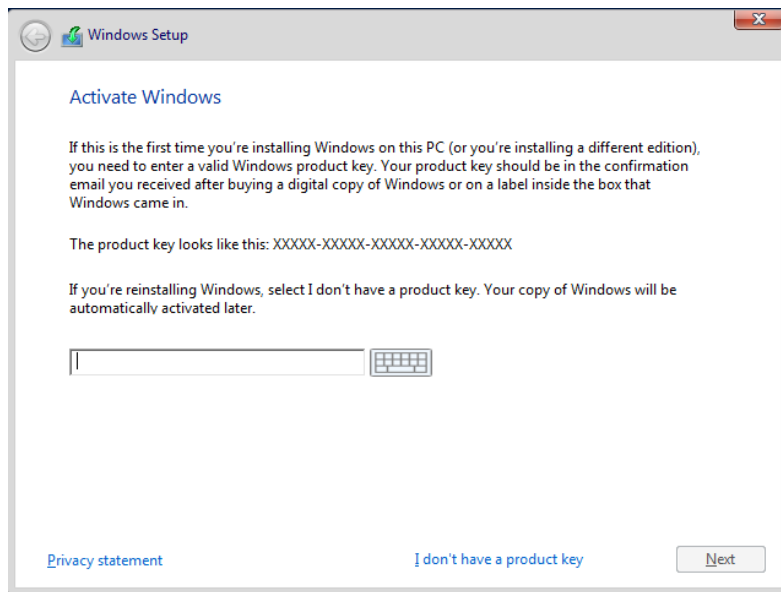 Windows Setup
Activate Windows
If this is the first time you're installing Windows on this PC (or you're installing a different edition),
you need to enter a valid Windows product key. Your product key should be in the confirmation
email you received after buying a digital copy of Windows or on a label inside the box that
Windows came in.
The product key looks like this: XXXXX-XXXXX-XXXXX-XXXXX-XXXXX
If you're reinstalling Windows, select I don't have a product key. Your copy of Windows will be
automatically activated later.
Privacy statement
I don't have a product key
Next